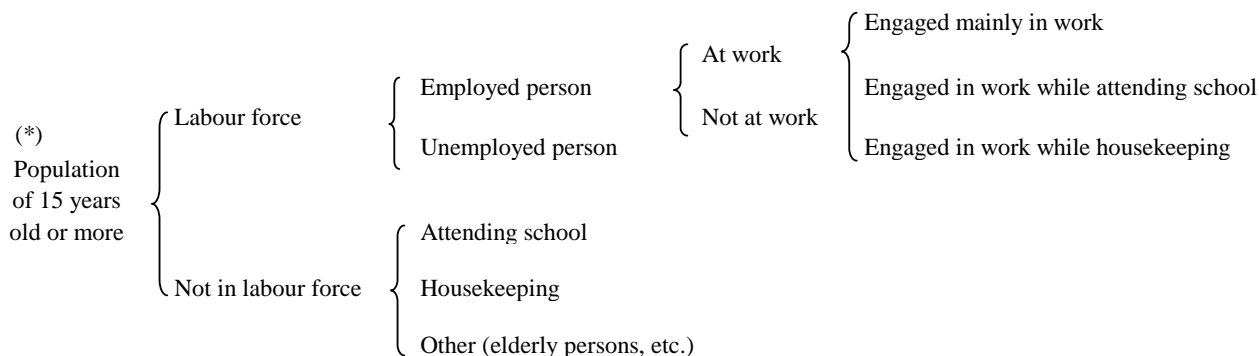 (*)
Population
of 15 years
old or more
Labour force
Employed person
At work
Engaged mainly in work
Engaged in work while attending school
Engaged in work while housekeeping
Not at work
Unemployed person
Not in labour force
Attending school
Housekeeping
Other (elderly persons, etc.)